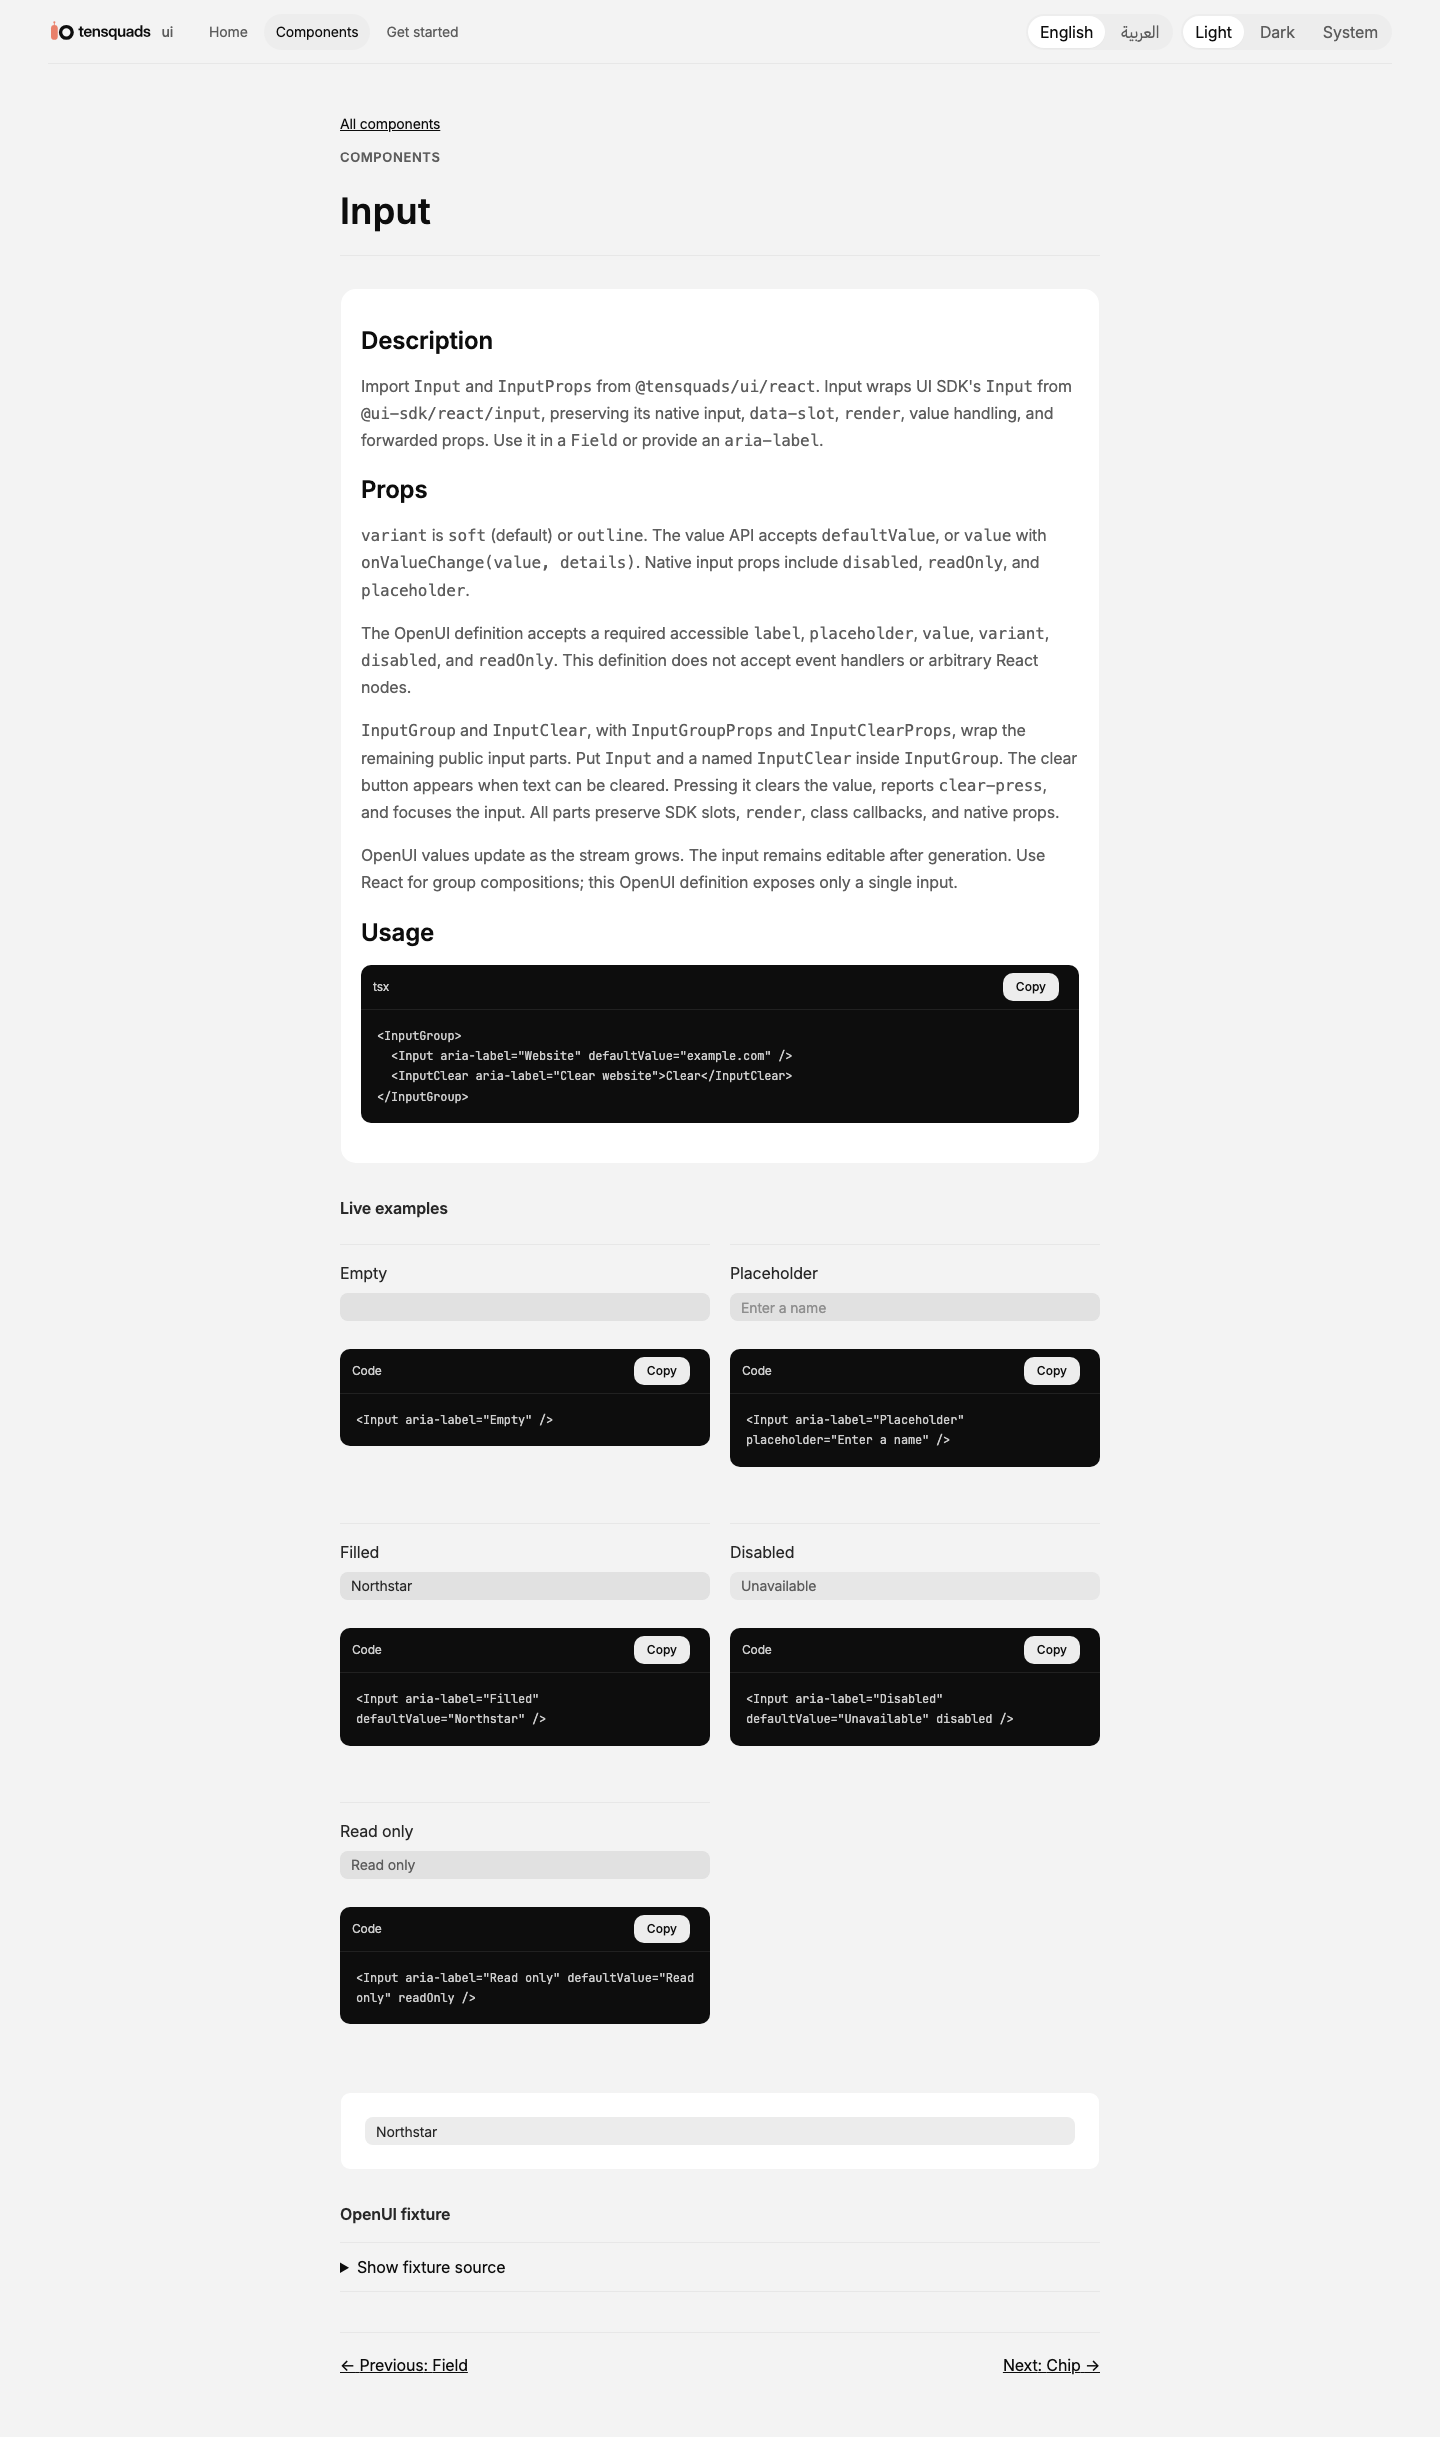 tensquads ui Home Components Get started English العربية Light Dark System
All components
COMPONENTS
Input
Description
Import Input and InputProps from @tensquads/ui/react. Input wraps UI SDK's Input from
@ui-sdk/react/input, preserving its native input, data-slot, render, value handling, and
forwarded props. Use it in a Field or provide an aria-label.
Props
variant is soft (default) or outline. The value API accepts defaultValue, or value with
onValueChange(value, details). Native input props include disabled, readOnly, and
placeholder.
The OpenUI definition accepts a required accessible label, placeholder, value, variant,
disabled, and readOnly. This definition does not accept event handlers or arbitrary React
nodes.
InputGroup and InputClear, with InputGroupProps and InputClearProps, wrap the
remaining public input parts. Put Input and a named InputClear inside InputGroup. The clear
button appears when text can be cleared. Pressing it clears the value, reports clear-press,
and focuses the input. All parts preserve SDK slots, render, class callbacks, and native props.
OpenUI values update as the stream grows. The input remains editable after generation. Use
React for group compositions; this OpenUI definition exposes only a single input.
Usage
tsx Copy
<InputGroup>
  <Input aria-label="Website" defaultValue="example.com" />
  <InputClear aria-label="Clear website">Clear</InputClear>
</InputGroup>
Live examples
Empty
Code Copy
<Input aria-label="Empty" />
Placeholder
Enter a name
Code Copy
<Input aria-label="Placeholder"
placeholder="Enter a name" />
Filled
Northstar
Code Copy
<Input aria-label="Filled"
defaultValue="Northstar" />
Disabled
Unavailable
Code Copy
<Input aria-label="Disabled"
defaultValue="Unavailable" disabled />
Read only
Read only
Code Copy
<Input aria-label="Read only" defaultValue="Read
only" readOnly />
Northstar
OpenUI fixture
▶ Show fixture source
← Previous: Field Next: Chip →